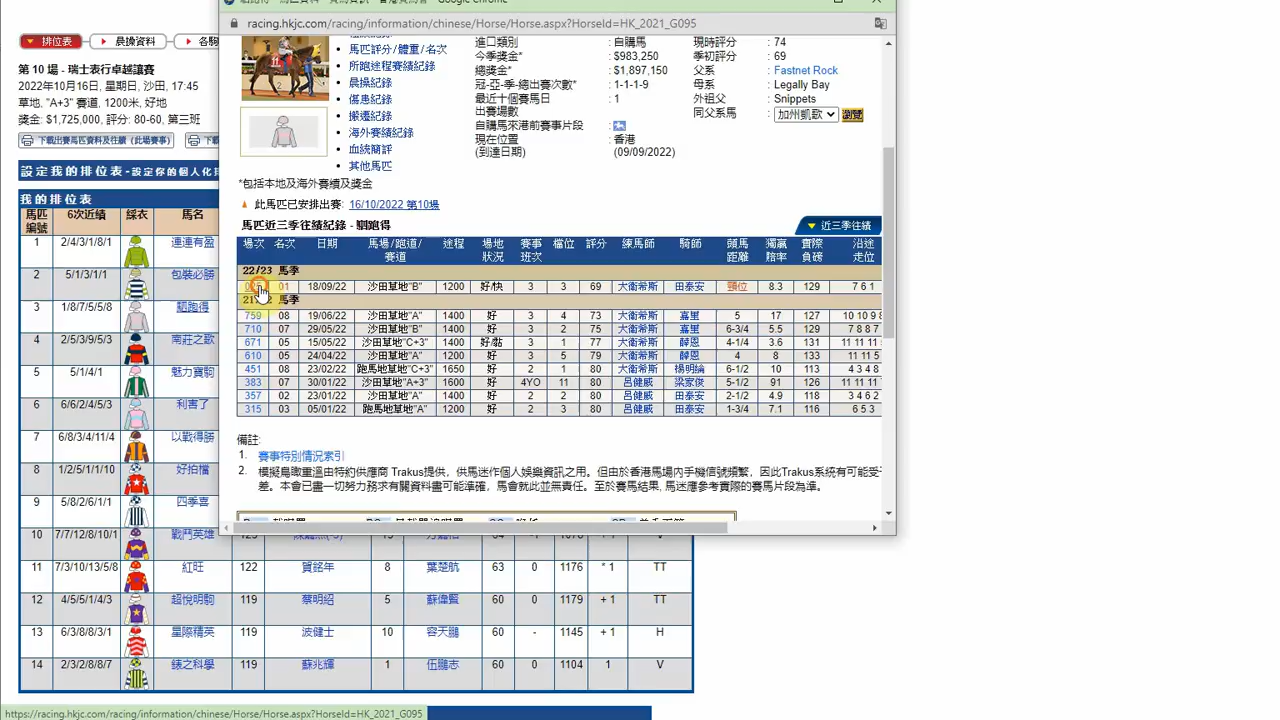 racing.hkjc.com/racing/information/chinese/Horse/Horse.aspx?HorseId=HK_2021_G095
排位表 晨操資料
第 10 場 - 瑞士表行卓越讓賽
2022年10月16日, 星期日, 沙田, 17:45
草地, "A+3" 賽道, 1200米, 好地
獎金: $1,725,000, 評分: 80-60, 第三班
下載出賽馬匹資料及往績 (此場賽事)
設定我的排位表-設定你的個人化
我的排位表
馬匹編號 6次近績 綵衣 馬名
1 2/4/3/1/8/1 連連有盈
2 5/1/3/1/1 包裝必勝
3 1/8/7/5/5/8 駟跑得
4 2/5/3/9/5/3 南莊之歌
5 5/1/4/1 魅力寶駒
6 6/6/2/4/5/3 利害了
7 6/8/3/4/11/4 以戰得勝
8 1/2/5/1/1/10 好拍檔
9 5/8/2/6/1/1 四季喜
10 7/7/12/8/10/1 戰鬥英雄
11 7/3/10/13/5/8 紅旺 122 賀銘年 8 葉楚航 63 0 1176 * 1 TT
12 4/5/5/1/4/3 超悅明駒 119 蔡明紹 5 蘇偉賢 60 0 1179 + 1 TT
13 6/3/8/8/3/1 星際精英 119 波健士 10 容天鵬 60 - 1145 + 1 H
14 2/3/2/8/8/7 錶之科學 119 蘇兆輝 1 伍鵬志 60 0 1104 1 V
馬匹評分/體重/名次
所跑途程賽績紀錄
晨操紀錄
傷患紀錄
搬遷紀錄
海外賽績紀錄
血統簡評
其他馬匹
進口類別 : 自購馬
今季獎金* : $983,250
總獎金* : $1,897,150
冠-亞-季-總出賽次數* : 1-1-1-9
最近十個賽馬日出賽場數 : 1
自購馬來港前賽事片段 :
現在位置 (到達日期) : 香港 (09/09/2022)
現時評分 : 74
季初評分 : 69
父系 : Fastnet Rock
母系 : Legally Bay
外祖父 : Snippets
同父系馬 : 加州凱歌 瀏覽
*包括本地及海外賽績及獎金
此馬匹已安排出賽: 16/10/2022 第10場
馬匹近三季往績紀錄 - 駟跑得
近三季往績
場次 名次 日期 馬場/跑道/賽道 途程 場地狀況 賽事班次 檔位 評分 練馬師 騎師 頭馬距離 獨贏賠率 實際負磅 沿途走位
22/23 馬季
01 18/09/22 沙田草地"B" 1200 好/快 3 3 69 大衛希斯 田泰安 頸位 8.3 129 7 6 1
馬季
759 08 19/06/22 沙田草地"A" 1400 好 3 4 73 大衛希斯 嘉里 5 17 127 10 10 9 8
710 07 29/05/22 沙田草地"B" 1400 好 3 2 76 大衛希斯 嘉里 6-3/4 5.5 129 7 8 8 7
671 05 15/05/22 沙田草地"C+3" 1400 好/黏 3 1 77 大衛希斯 薛恩 4-1/4 3.6 131 11 11
610 05 24/04/22 沙田草地"A" 1200 好 3 5 79 大衛希斯 薛恩 4 8 133 11 11 5
451 08 23/02/22 跑馬地草地"C+3" 1650 好 2 1 80 大衛希斯 楊明綸 6-1/2 10 113 4 3 4 8
383 07 30/01/22 沙田草地"A+3" 1600 好 4YO 11 80 呂健威 梁家俊 5-1/2 91 126 11 11 11
357 02 23/01/22 沙田草地"A" 1400 好 2 2 80 呂健威 田泰安 2-1/2 4.9 118 3 4 6 2
315 03 05/01/22 跑馬地草地"A" 1200 好 2 3 80 呂健威 田泰安 1-3/4 7.1 116 6 5 3
備註:
1. 賽事特別情況索引
2. 模擬鳥瞰重溫由特約供應商 Trakus提供，供馬迷作個人娛樂資訊之用。但由於香港馬場內手機信號頻繁，因此Trakus系統有可能受
差。本會已盡一切努力務求有關資料盡可能準確，馬會就此並無責任。至於賽馬結果, 馬迷應參考實際的賽馬片段為準。
https://racing.hkjc.com/racing/information/chinese/Horse/Horse.aspx?HorseId=HK_2021_G095